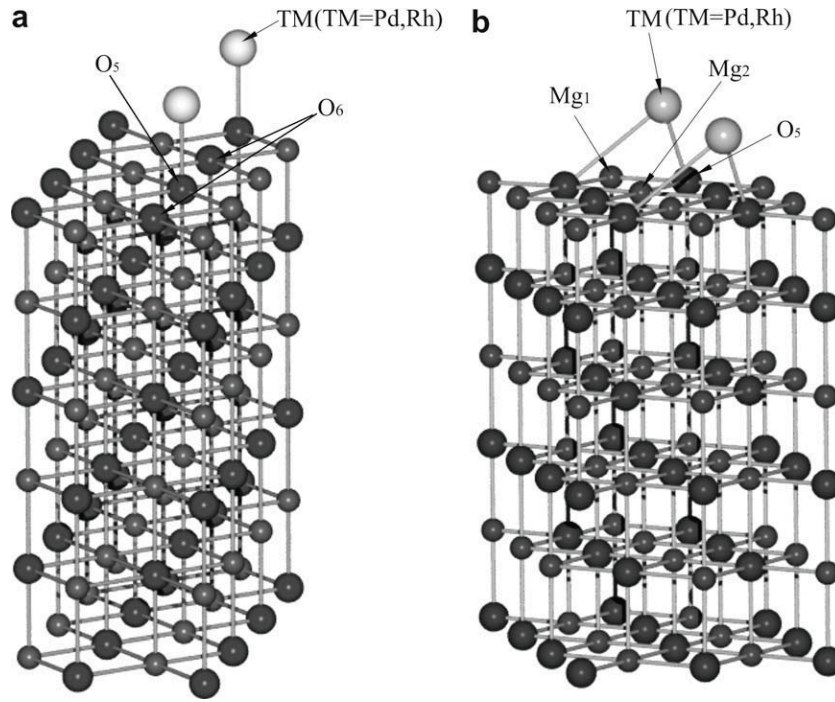 a
TM(TM=Pd,Rh)
O₅
O₆
b
TM(TM=Pd,Rh)
Mg₂
Mg₁
O₅